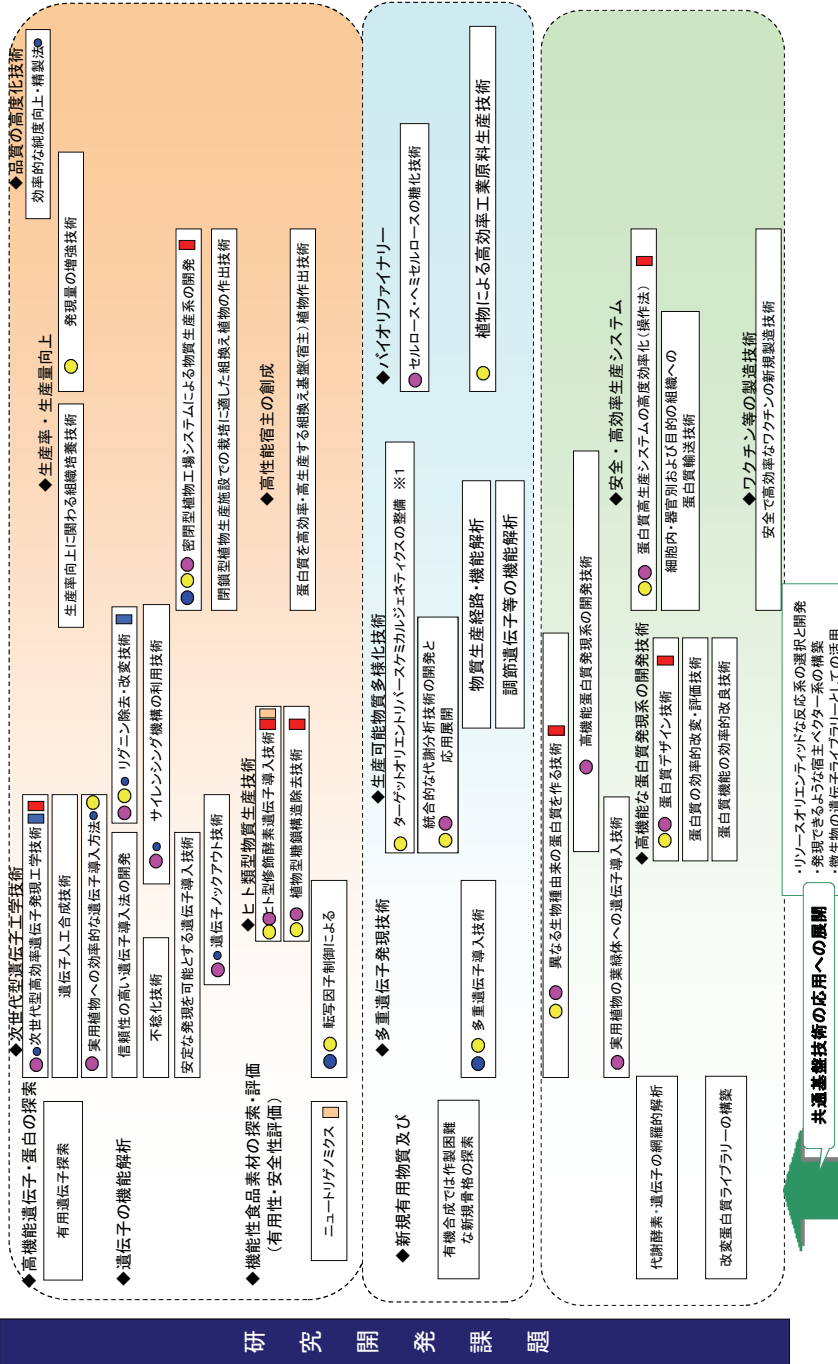 研究開発課題
◆高機能遺伝子・蛋白の探索
有用遺伝子探索
◆遺伝子の機能解析
◆機能性食品素材の探索・評価
(有用性・安全性評価)
ニュートリゲノミクス
◆次世代型遺伝子工学技術
次世代型高効率遺伝子発現工学技術
遺伝子人工合成技術
実用植物への効率的な遺伝子導入方法
信頼性の高い遺伝子導入法の開発
リグニン除去・改変技術
不稔化技術
サイレンシング機構の利用技術
安定な発現を可能とする遺伝子導入技術
遺伝子ノックアウト技術
◆ヒト類型物質生産技術
ヒト型修飾酵素遺伝子導入技術
植物型糖鎖構造除去技術
転写因子制御による
◆生産率・生産量向上
生産率向上に関わる組織培養技術
発現量の増強技術
密閉型植物工場システムによる物質生産系の開発
閉鎖型植物生産施設での栽培に適した組換え植物の作出技術
◆高性能宿主の創成
蛋白質を高効率・高生産する組換え基盤(宿主)植物作出技術
◆品質の高度化技術
効率的な純度向上・精製法
◆新規有用物質及び
有機合成では作製困難
な新規骨格の探索
◆多重遺伝子発現技術
多重遺伝子導入技術
◆生産可能物質多様化技術
ターゲットオリエントリバースケミカルジェネティクスの整備 ※1
統合的な代謝分析技術の開発と
応用展開
物質生産経路・機能解析
調節遺伝子等の機能解析
◆バイオリファイナリー
セルロース・ヘミセルロースの糖化技術
植物による高効率工業原料生産技術
異なる生物種由来の蛋白質を作る技術
高機能蛋白質発現系の開発技術
実用植物の葉緑体への遺伝子導入技術
代謝酵素・遺伝子の網羅的解析
改変蛋白質ライブラリーの構築
◆高機能な蛋白質発現系の開発技術
蛋白質デザイン技術
蛋白質の効率的改変・評価技術
蛋白質機能の効率的改良技術
◆安全・高効率生産システム
蛋白質高生産システムの高度効率化(操作法)
細胞内・器官別および目的の組織への
蛋白質輸送技術
◆ワクチン等の製造技術
安全で高効率なワクチンの新規製造技術
共通基盤技術の応用への展開
・リソースオリエンティッドな反応系の選択と開発
・発現できるような宿主ベクター系の構築
・微生物の遺伝子ライブラリーとしての活用